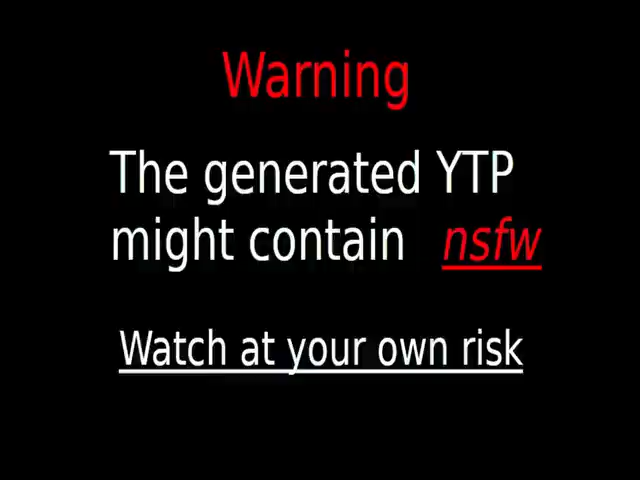 Warning
The generated YTP
might contain nsfw
Watch at your own risk